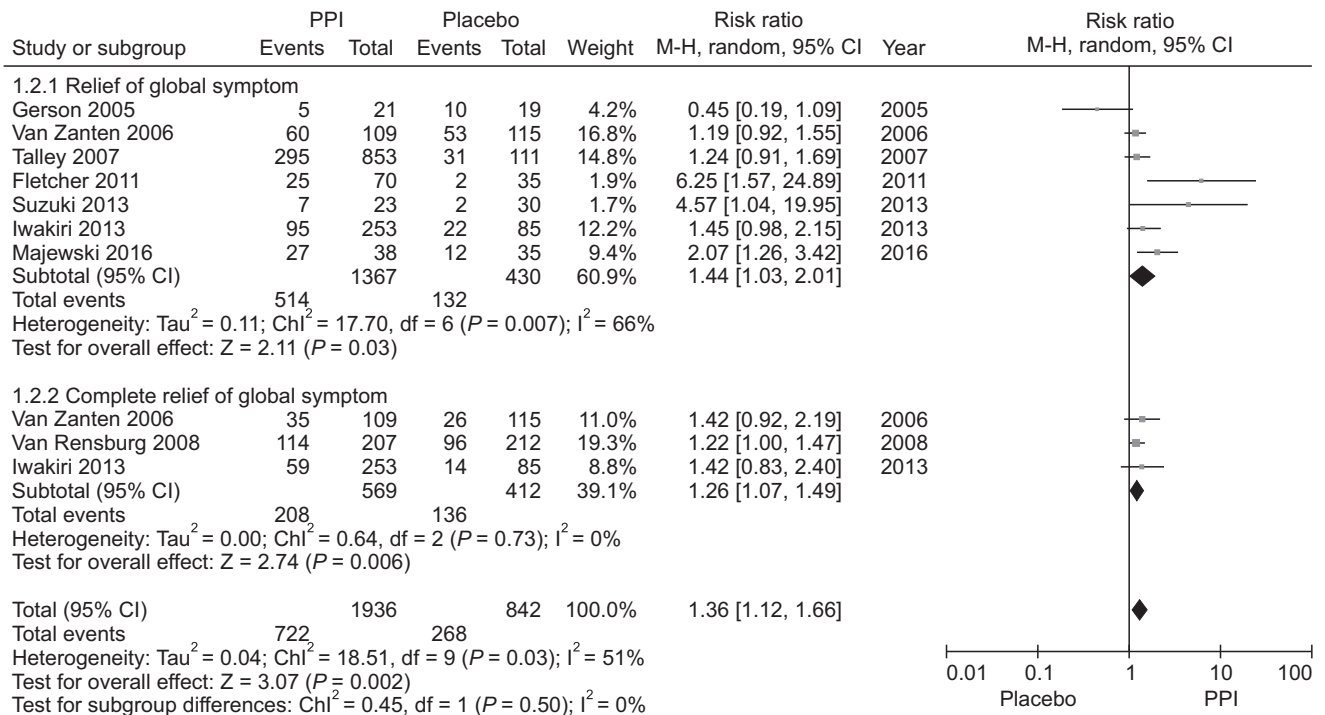 PPI Placebo Risk ratio Risk ratio
Study or subgroup Events Total Events Total Weight M-H, random, 95% CI Year M-H, random, 95% CI
1.2.1 Relief of global symptom
Gerson 2005 5 21 10 19 4.2% 0.45 [0.19, 1.09] 2005
Van Zanten 2006 60 109 53 115 16.8% 1.19 [0.92, 1.55] 2006
Talley 2007 295 853 31 111 14.8% 1.24 [0.91, 1.69] 2007
Fletcher 2011 25 70 2 35 1.9% 6.25 [1.57, 24.89] 2011
Suzuki 2013 7 23 2 30 1.7% 4.57 [1.04, 19.95] 2013
Iwakiri 2013 95 253 22 85 12.2% 1.45 [0.98, 2.15] 2013
Majewski 2016 27 38 12 35 9.4% 2.07 [1.26, 3.42] 2016
Subtotal (95% CI) 1367 430 60.9% 1.44 [1.03, 2.01]
Total events 514 132
Heterogeneity: Tau² = 0.11; ChI² = 17.70, df = 6 (P = 0.007); I² = 66%
Test for overall effect: Z = 2.11 (P = 0.03)
1.2.2 Complete relief of global symptom
Van Zanten 2006 35 109 26 115 11.0% 1.42 [0.92, 2.19] 2006
Van Rensburg 2008 114 207 96 212 19.3% 1.22 [1.00, 1.47] 2008
Iwakiri 2013 59 253 14 85 8.8% 1.42 [0.83, 2.40] 2013
Subtotal (95% CI) 569 412 39.1% 1.26 [1.07, 1.49]
Total events 208 136
Heterogeneity: Tau² = 0.00; ChI² = 0.64, df = 2 (P = 0.73); I² = 0%
Test for overall effect: Z = 2.74 (P = 0.006)
Total (95% CI) 1936 842 100.0% 1.36 [1.12, 1.66]
Total events 722 268
Heterogeneity: Tau² = 0.04; ChI² = 18.51, df = 9 (P = 0.03); I² = 51%
Test for overall effect: Z = 3.07 (P = 0.002)
Test for subgroup differences: ChI² = 0.45, df = 1 (P = 0.50); I² = 0%
0.01 0.1 1 10 100
Placebo PPI